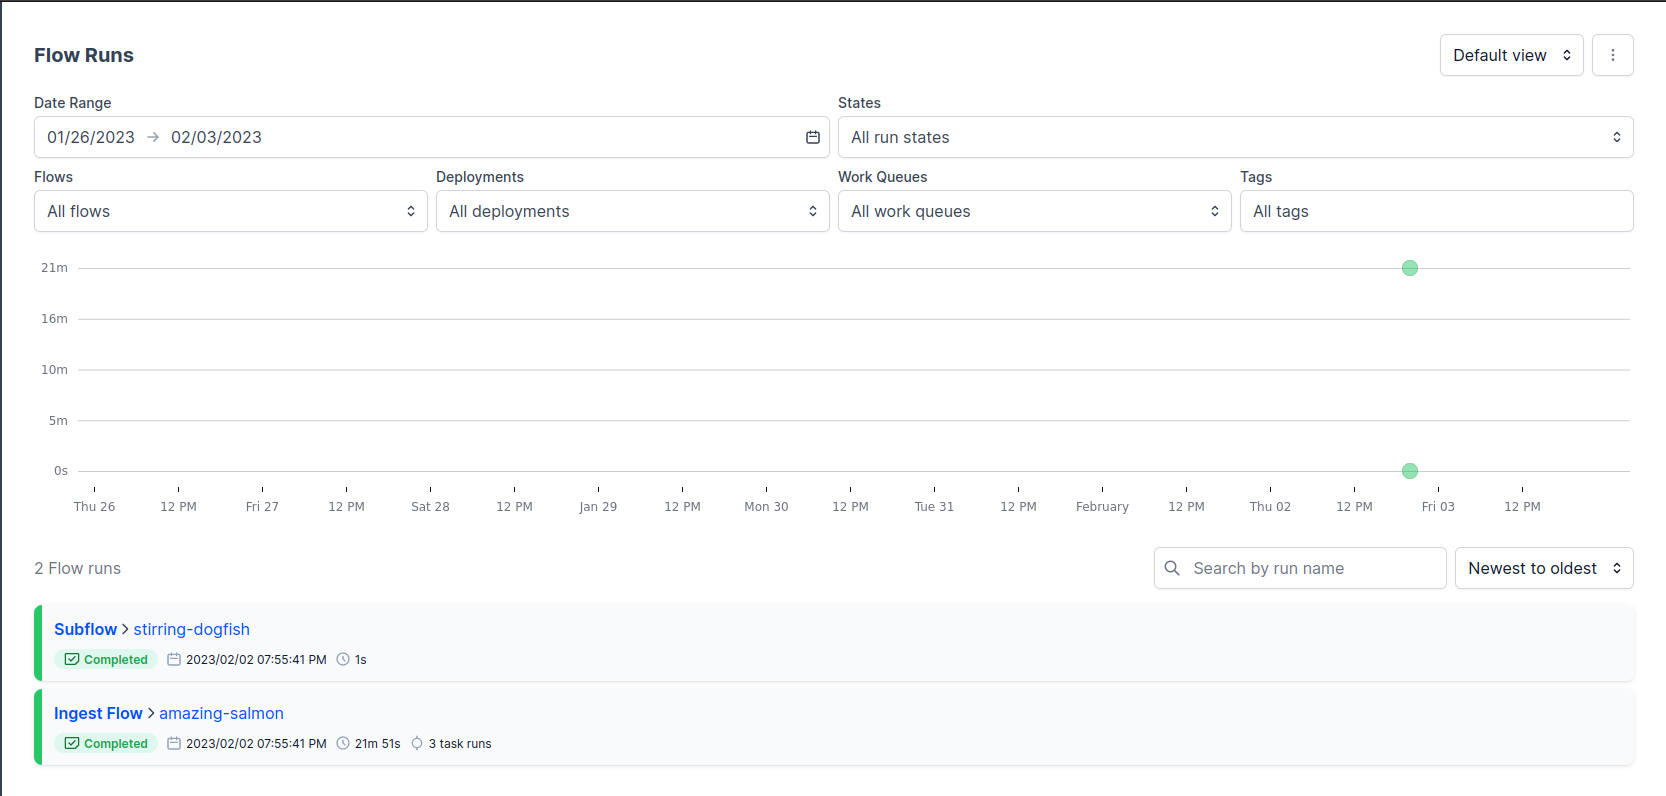 Flow Runs
Default view
Date Range
States
01/26/2023 → 02/03/2023
All run states
Flows
Deployments
Work Queues
Tags
All flows
All deployments
All work queues
All tags
21m
16m
10m
5m
0s
Thu 26 12 PM Fri 27 12 PM Sat 28 12 PM Jan 29 12 PM Mon 30 12 PM Tue 31 12 PM February 12 PM Thu 02 12 PM Fri 03 12 PM
2 Flow runs
Search by run name
Newest to oldest
Subflow > stirring-dogfish
Completed 2023/02/02 07:55:41 PM 1s
Ingest Flow > amazing-salmon
Completed 2023/02/02 07:55:41 PM 21m 51s 3 task runs